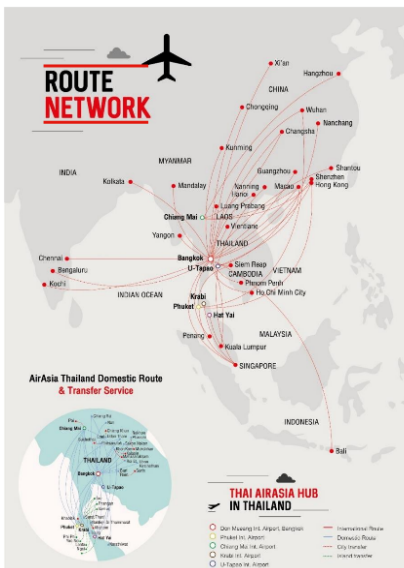 ROUTE
NETWORK
Xi'an
Hangzhou
CHINA
Chongqing
Wuhan
Nanchang
Changsha
Kunming
INDIA
MYANMAR
Guangzhou
Shantou
Shenzhen
Hong Kong
Kolkata
Mandalay
Nanning
Macao
Hanoi
Luang Prabang
Chiang Mai
LAOS
Yangon
Vientiane
THAILAND
Chennai
Bangkok
U-Tapao
Siem Reap
CAMBODIA
VIETNAM
Bengaluru
Phnom Penh
Kochi
INDIAN OCEAN
Krabi
Ho Chi Minh City
Phuket
Hat Yai
Penang
MALAYSIA
Kuala Lumpur
SINGAPORE
AirAsia Thailand Domestic Route
& Transfer Service
INDONESIA
Bali
Chiang Mai
THAILAND
Bangkok
U-Tapao
Phuket
Krabi
Hat Yai
THAI AIRASIA HUB
IN THAILAND
Don Mueang Int. Airport, Bangkok
Phuket Int. Airport
Chiang Mai Int. Airport
Krabi Int. Airport
U-Tapao Int. Airport
International Route
Domestic Route
City transfer
Island transfer